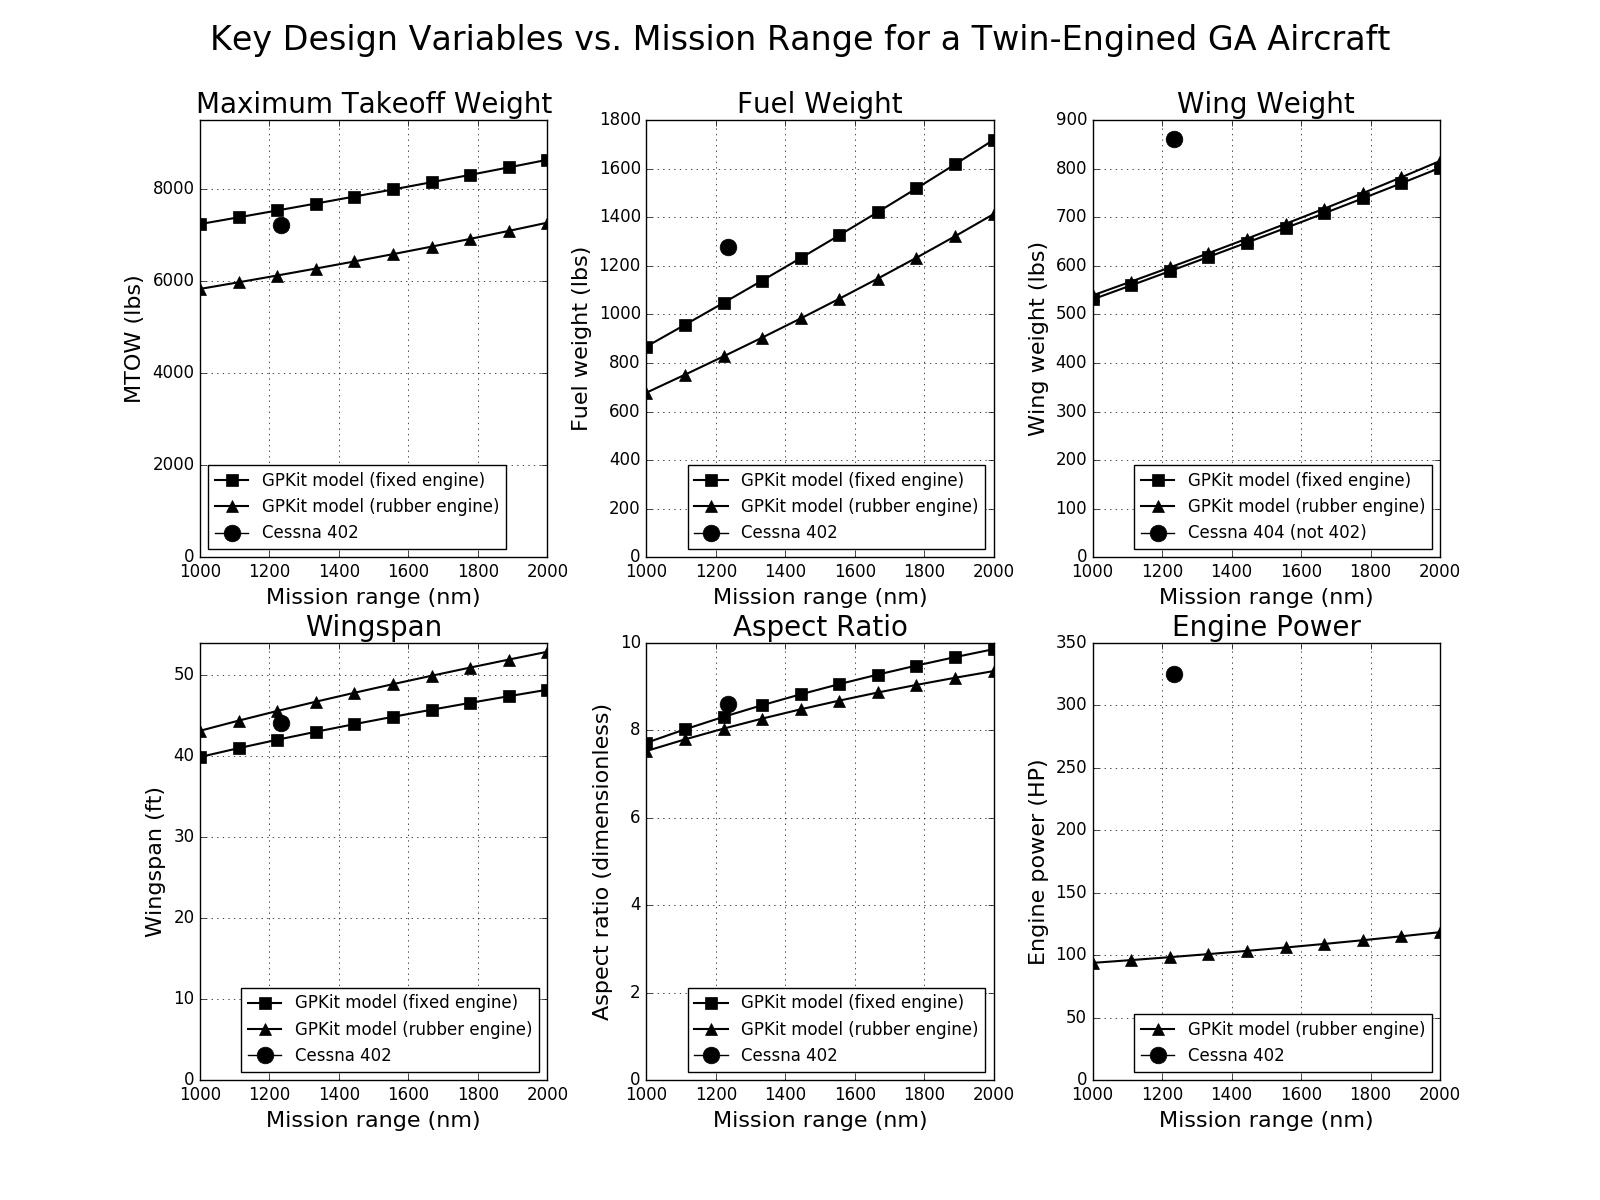 Key Design Variables vs. Mission Range for a Twin-Engined GA Aircraft
Maximum Takeoff Weight
MTOW (lbs)
8000
6000
4000
2000
0
GPKit model (fixed engine)
GPKit model (rubber engine)
Cessna 402
1000 1200 1400 1600 1800 2000
Mission range (nm)
Fuel Weight
Fuel weight (lbs)
1800
1600
1400
1200
1000
800
600
400
200
0
GPKit model (fixed engine)
GPKit model (rubber engine)
Cessna 402
1000 1200 1400 1600 1800 2000
Mission range (nm)
Wing Weight
Wing weight (lbs)
900
800
700
600
500
400
300
200
100
0
GPKit model (fixed engine)
GPKit model (rubber engine)
Cessna 404 (not 402)
1000 1200 1400 1600 1800 2000
Mission range (nm)
Wingspan
Wingspan (ft)
50
40
30
20
10
0
GPKit model (fixed engine)
GPKit model (rubber engine)
Cessna 402
1000 1200 1400 1600 1800 2000
Mission range (nm)
Aspect Ratio
Aspect ratio (dimensionless)
10
8
6
4
2
0
GPKit model (fixed engine)
GPKit model (rubber engine)
Cessna 402
1000 1200 1400 1600 1800 2000
Mission range (nm)
Engine Power
Engine power (HP)
350
300
250
200
150
100
50
0
GPKit model (rubber engine)
Cessna 402
1000 1200 1400 1600 1800 2000
Mission range (nm)